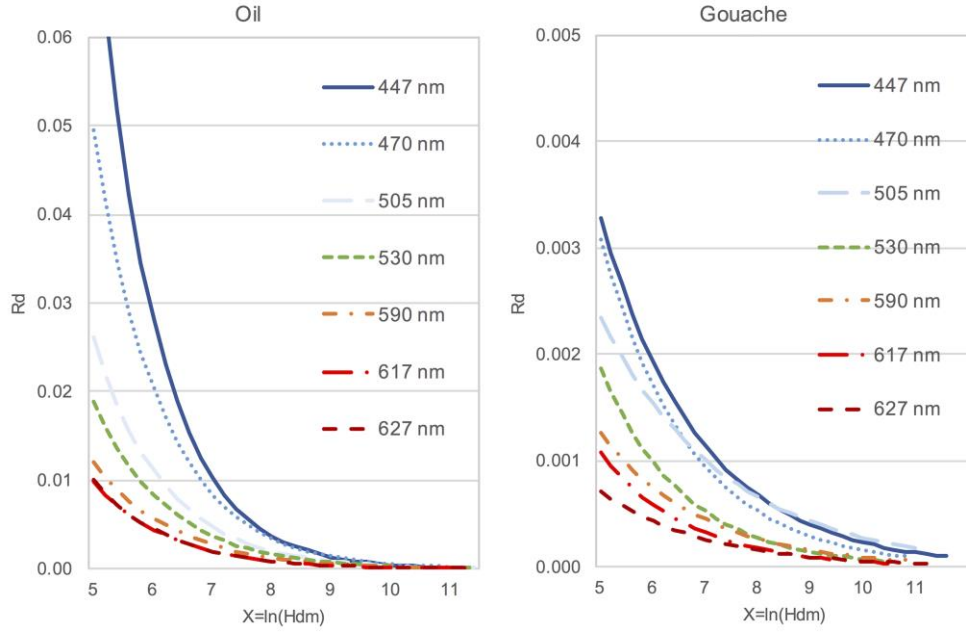 Oil
0.06
0.05
0.04
0.03
0.02
0.01
0.00
Rd
447 nm
470 nm
505 nm
530 nm
590 nm
617 nm
627 nm
5 6 7 8 9 10 11
X=ln(Hdm)
Gouache
0.005
0.004
0.003
0.002
0.001
0.000
Rd
447 nm
470 nm
505 nm
530 nm
590 nm
617 nm
627 nm
5 6 7 8 9 10 11
X=ln(Hdm)